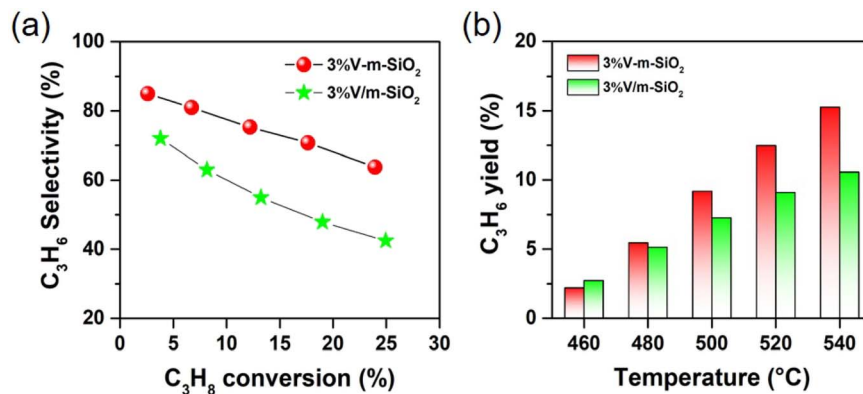 (a)
C₃H₆ Selectivity (%)
100
80
60
40
20
3%V-m-SiO₂
3%V/m-SiO₂
0 5 10 15 20 25 30
C₃H₈ conversion (%)
(b)
C₃H₆ yield (%)
20
15
10
5
0
3%V-m-SiO₂
3%V/m-SiO₂
460 480 500 520 540
Temperature (°C)